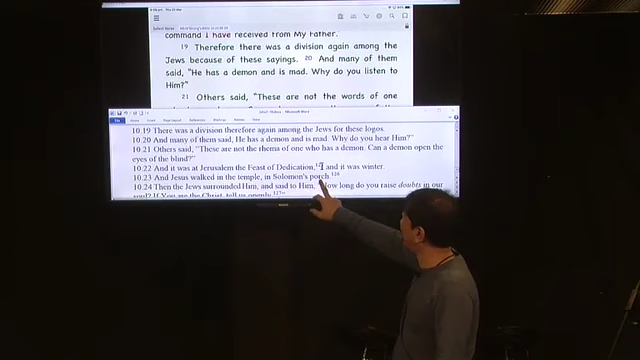 command I have received from My Father."
19 Therefore there was a division again among the
Jews because of these sayings. 20 And many of them
said, "He has a demon and is mad. Why do you listen to
Him?"
21 Others said, "These are not the words of one
10.19 There was a division therefore again among the Jews for these logos.
10.20 And many of them said, He has a demon and is mad. Why do you hear Him?"
10.21 Others said, "These are not the rhema of one who has a demon. Can a demon open the
eyes of the blind?"
10.22 And it was at Jerusalem the Feast of Dedication, and it was winter.
10.23 And Jesus walked in the temple, in Solomon's porch.126
10.24 Then the Jews surrounded Him, and said to Him, "How long do you raise doubts in our
soul? If You are the Christ, tell us openly.127"